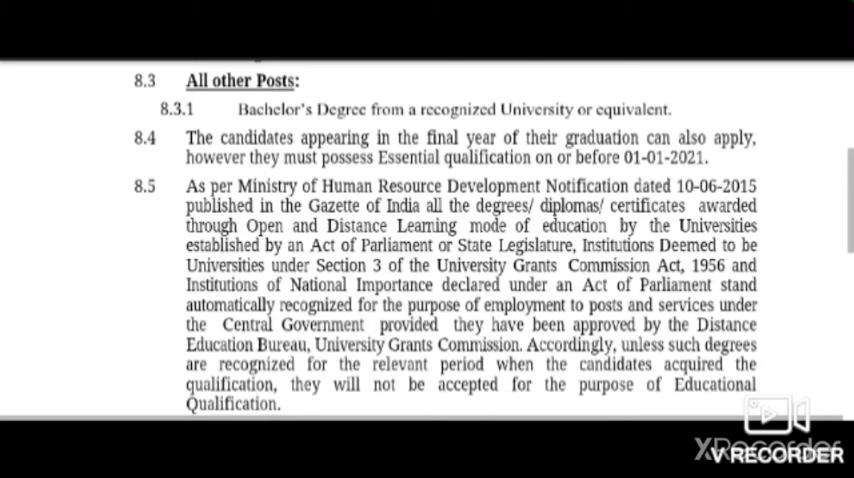 8.3 All other Posts:
8.3.1 Bachelor's Degree from a recognized University or equivalent.
8.4 The candidates appearing in the final year of their graduation can also apply,
however they must possess Essential qualification on or before 01-01-2021.
8.5 As per Ministry of Human Resource Development Notification dated 10-06-2015
published in the Gazette of India all the degrees/ diplomas/ certificates awarded
through Open and Distance Learning mode of education by the Universities
established by an Act of Parliament or State Legislature, Institutions Deemed to be
Universities under Section 3 of the University Grants Commission Act, 1956 and
Institutions of National Importance declared under an Act of Parliament stand
automatically recognized for the purpose of employment to posts and services under
the Central Government provided they have been approved by the Distance
Education Bureau, University Grants Commission. Accordingly, unless such degrees
are recognized for the relevant period when the candidates acquired the
qualification, they will not be accepted for the purpose of Educational
Qualification.
XRecorder
V RECORDER